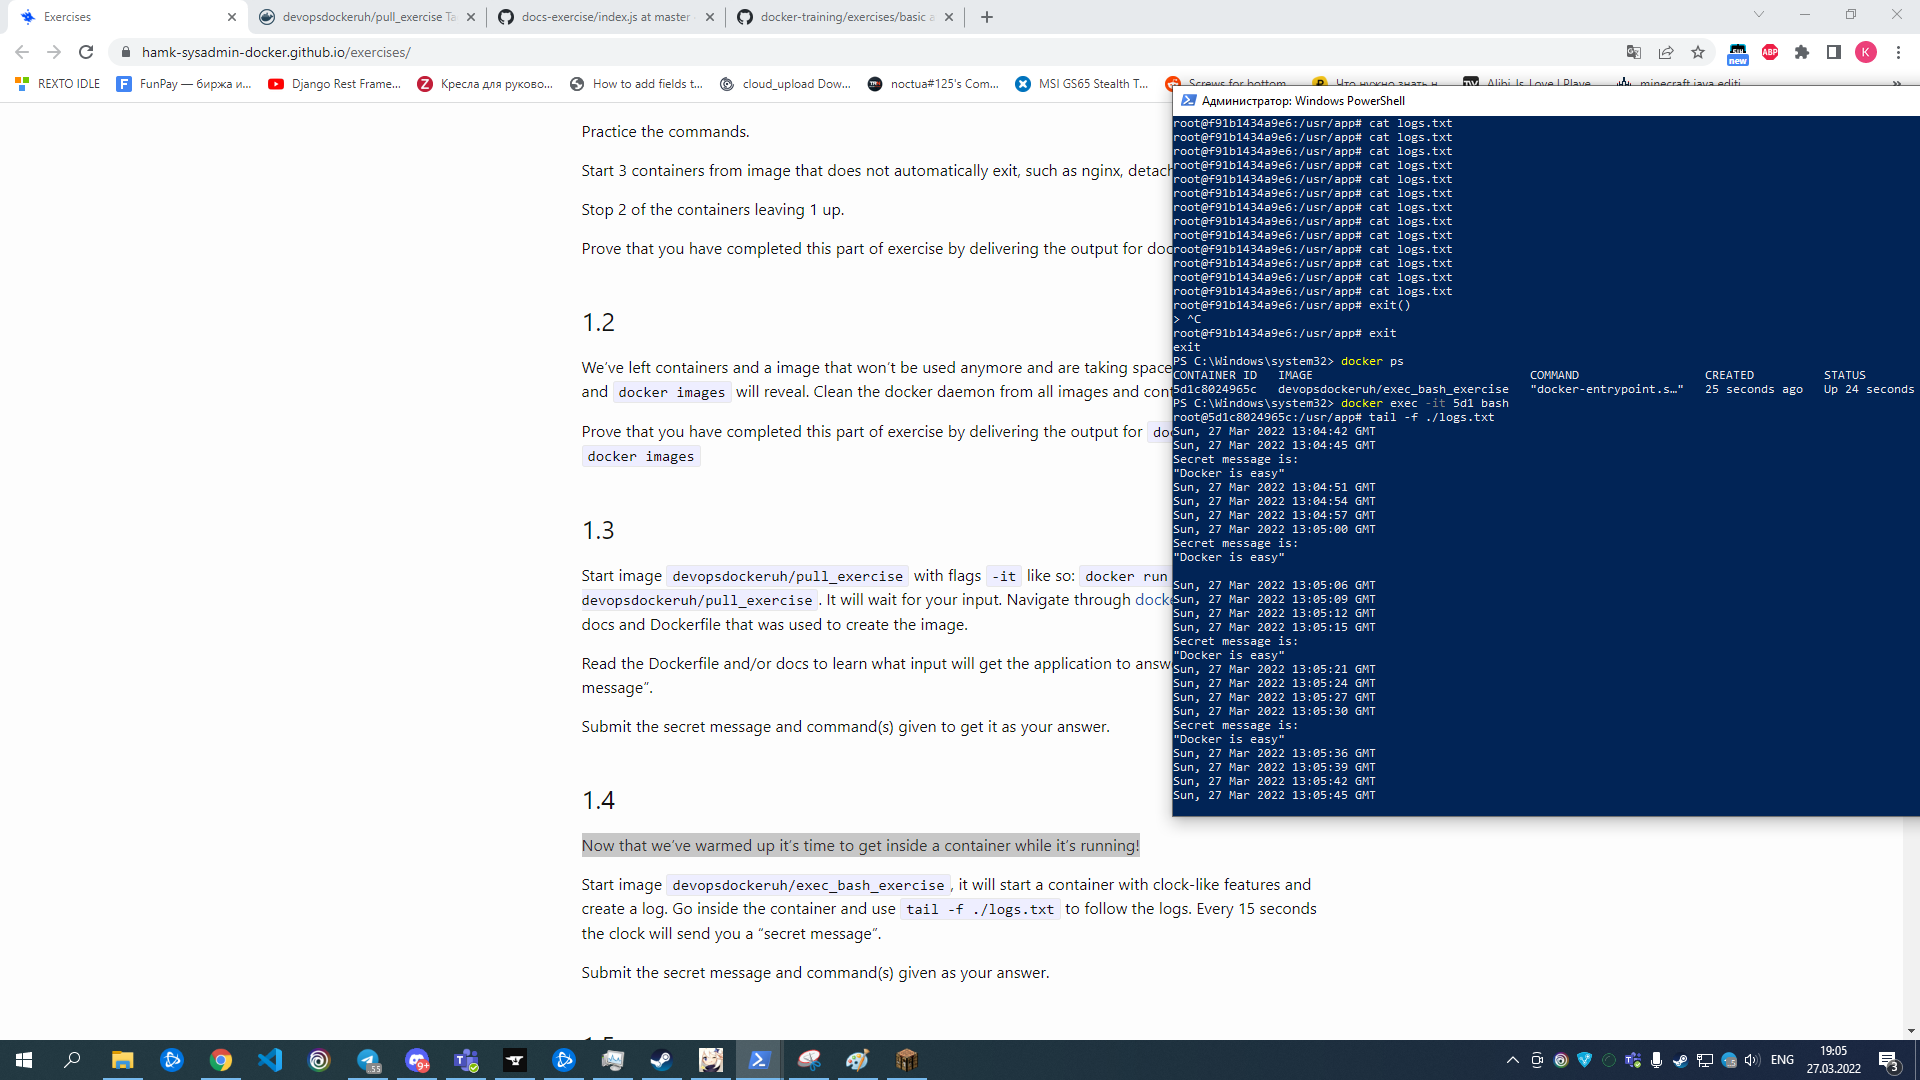 Exercises
devopsdockeruh/pull_exercise Ta
docs-exercise/index.js at master
docker-training/exercises/basic a
hamk-sysadmin-docker.github.io/exercises/
new
ABP
K
REXTO IDLE
FunPay — биржа и...
Django Rest Frame...
Кресла для руково...
How to add fields t...
cloud_upload Dow...
noctua#125's Com...
MSI GS65 Stealth T...
Screws for bottom
Что нужно знать н
Alibi Is Love | Playe
minecraft java editi
»
Practice the commands.
Start 3 containers from image that does not automatically exit, such as nginx, detach
Stop 2 of the containers leaving 1 up.
Prove that you have completed this part of exercise by delivering the output for doc
1.2
We’ve left containers and a image that won’t be used anymore and are taking space
and docker images will reveal. Clean the docker daemon from all images and cont
Prove that you have completed this part of exercise by delivering the output for doc
docker images
1.3
Start image devopsdockeruh/pull_exercise with flags -it like so: docker run
devopsdockeruh/pull_exercise. It will wait for your input. Navigate through docke
docs and Dockerfile that was used to create the image.
Read the Dockerfile and/or docs to learn what input will get the application to answe
message”.
Submit the secret message and command(s) given to get it as your answer.
1.4
Now that we’ve warmed up it’s time to get inside a container while it’s running!
Start image devopsdockeruh/exec_bash_exercise, it will start a container with clock-like features and
create a log. Go inside the container and use tail -f ./logs.txt to follow the logs. Every 15 seconds
the clock will send you a “secret message”.
Submit the secret message and command(s) given as your answer.
1.5
Администратор: Windows PowerShell
root@f91b1434a9e6:/usr/app# cat logs.txt
root@f91b1434a9e6:/usr/app# cat logs.txt
root@f91b1434a9e6:/usr/app# cat logs.txt
root@f91b1434a9e6:/usr/app# cat logs.txt
root@f91b1434a9e6:/usr/app# cat logs.txt
root@f91b1434a9e6:/usr/app# cat logs.txt
root@f91b1434a9e6:/usr/app# cat logs.txt
root@f91b1434a9e6:/usr/app# cat logs.txt
root@f91b1434a9e6:/usr/app# cat logs.txt
root@f91b1434a9e6:/usr/app# cat logs.txt
root@f91b1434a9e6:/usr/app# cat logs.txt
root@f91b1434a9e6:/usr/app# cat logs.txt
root@f91b1434a9e6:/usr/app# cat logs.txt
root@f91b1434a9e6:/usr/app# exit()
> ^C
root@f91b1434a9e6:/usr/app# exit
exit
PS C:\Windows\system32> docker ps
CONTAINER ID IMAGE COMMAND CREATED STATUS
5d1c8024965c devopsdockeruh/exec_bash_exercise "docker-entrypoint.s…" 25 seconds ago Up 24 seconds
PS C:\Windows\system32> docker exec -it 5d1 bash
root@5d1c8024965c:/usr/app# tail -f ./logs.txt
Sun, 27 Mar 2022 13:04:42 GMT
Sun, 27 Mar 2022 13:04:45 GMT
Secret message is:
"Docker is easy"
Sun, 27 Mar 2022 13:04:51 GMT
Sun, 27 Mar 2022 13:04:54 GMT
Sun, 27 Mar 2022 13:04:57 GMT
Sun, 27 Mar 2022 13:05:00 GMT
Secret message is:
"Docker is easy"
Sun, 27 Mar 2022 13:05:06 GMT
Sun, 27 Mar 2022 13:05:09 GMT
Sun, 27 Mar 2022 13:05:12 GMT
Sun, 27 Mar 2022 13:05:15 GMT
Secret message is:
"Docker is easy"
Sun, 27 Mar 2022 13:05:21 GMT
Sun, 27 Mar 2022 13:05:24 GMT
Sun, 27 Mar 2022 13:05:27 GMT
Sun, 27 Mar 2022 13:05:30 GMT
Secret message is:
"Docker is easy"
Sun, 27 Mar 2022 13:05:36 GMT
Sun, 27 Mar 2022 13:05:39 GMT
Sun, 27 Mar 2022 13:05:42 GMT
Sun, 27 Mar 2022 13:05:45 GMT
55
9+
ENG
19:05
27.03.2022
3